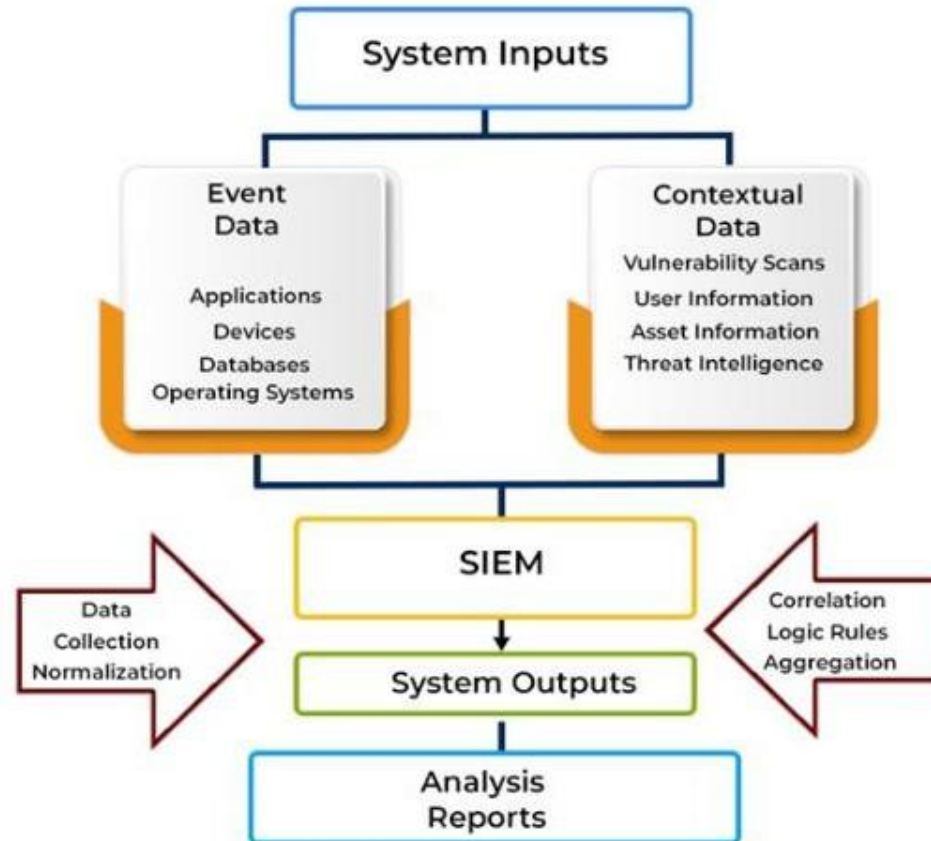 System Inputs
Event
Data
Applications
Devices
Databases
Operating Systems
Contextual
Data
Vulnerability Scans
User Information
Asset Information
Threat Intelligence
SIEM
Data
Collection
Normalization
Correlation
Logic Rules
Aggregation
System Outputs
Analysis
Reports